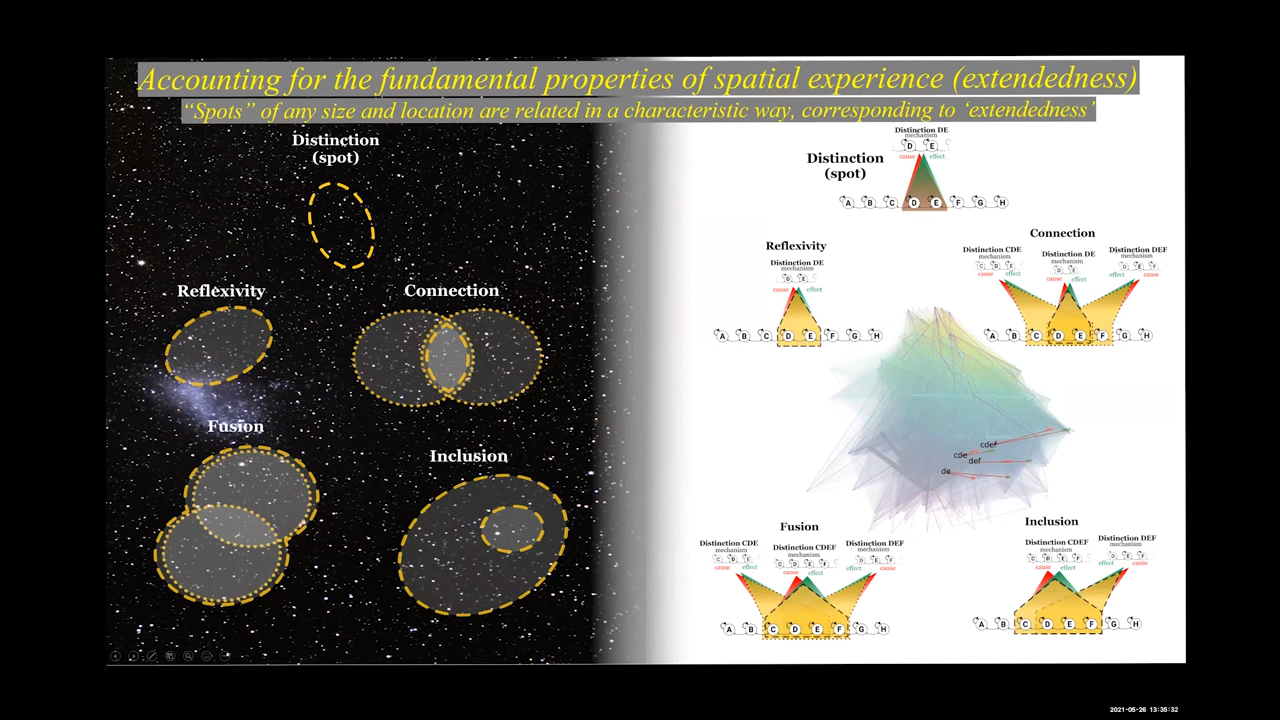 Accounting for the fundamental properties of spatial experience (extendedness)
“Spots” of any size and location are related in a characteristic way, corresponding to ‘extendedness’
Distinction
(spot)
Reflexivity
Connection
Fusion
Inclusion
Distinction
(spot)
Distinction DE
mechanism
D E
cause effect
A B C D E F G H
Reflexivity
Distinction DE
mechanism
D E
cause effect
A B C D E F G H
Connection
Distinction CDE
mechanism
C D E
cause effect
Distinction DE
mechanism
D E
cause effect
Distinction DEF
mechanism
D E F
effect cause
A B C D E F G H
cdef
cde
def
de
Fusion
Distinction CDE
mechanism
C D E
cause effect
Distinction CDEF
mechanism
C D E F
cause effect
Distinction DEF
mechanism
D E F
effect cause
A B C D E F G H
Inclusion
Distinction CDEF
mechanism
C D E F
cause effect
Distinction DEF
mechanism
D E F
effect cause
A B C D E F G H
2021-05-26 13:35:32